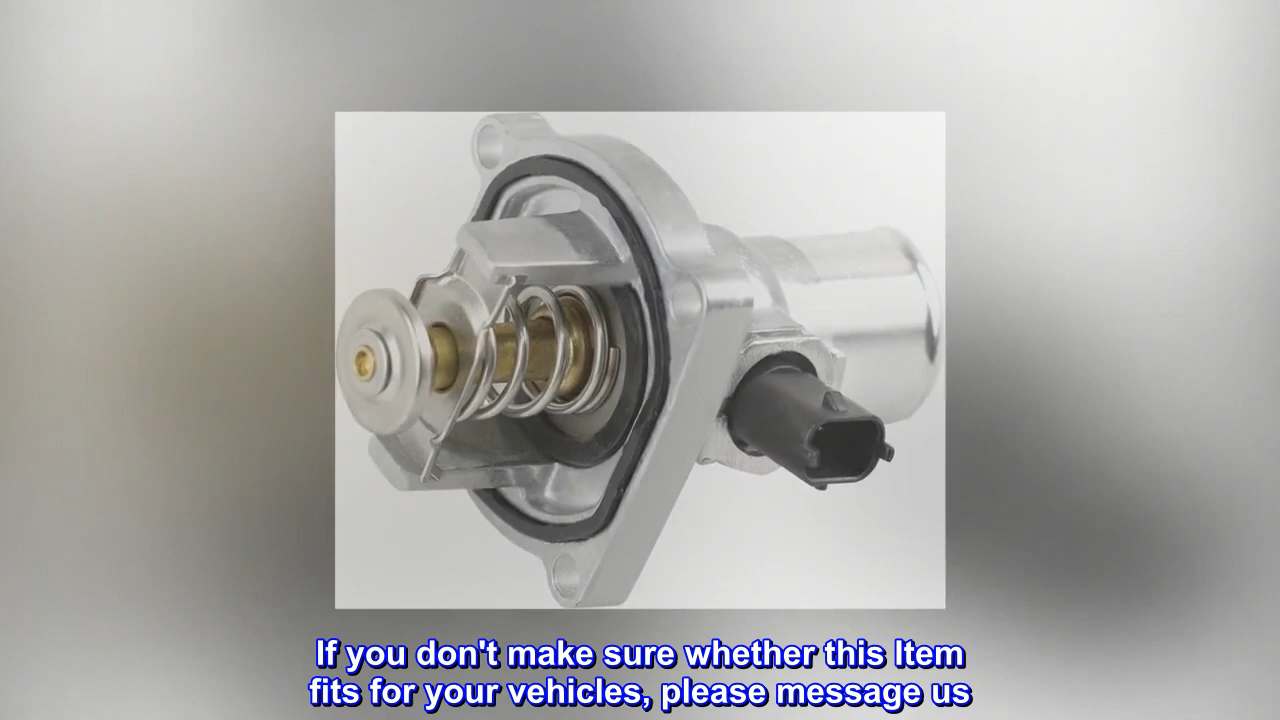 If you don't make sure whether this Item
fits for your vehicles, please message us